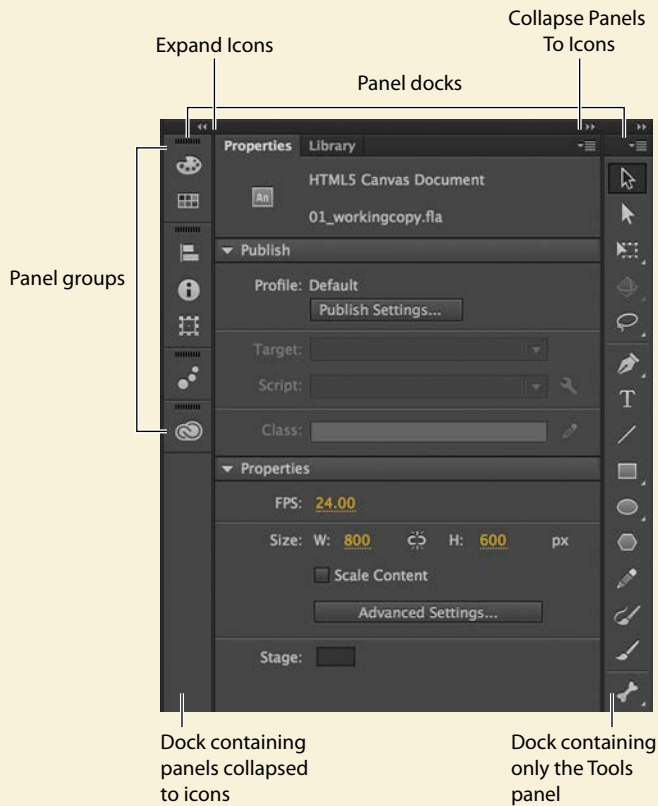 Collapse Panels
To Icons
Expand Icons
Panel docks
Properties Library
HTML5 Canvas Document
An
01_workingcopy.fla
Panel groups
Publish
Profile: Default
Publish Settings...
Target:
Script:
Class:
Properties
FPS: 24.00
Size: W: 800 H: 600 px
Scale Content
Advanced Settings...
Stage:
T
Dock containing
panels collapsed
to icons
Dock containing
only the Tools
panel